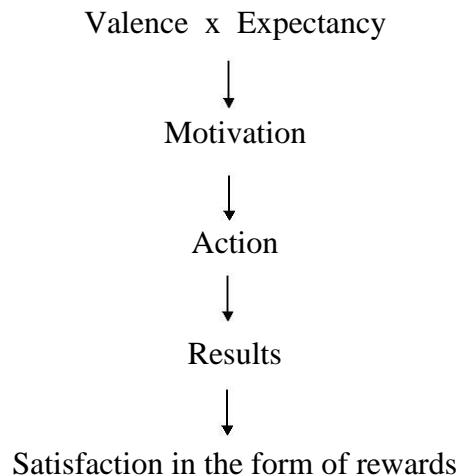 Valence x Expectancy
Motivation
Action
Results
Satisfaction in the form of rewards